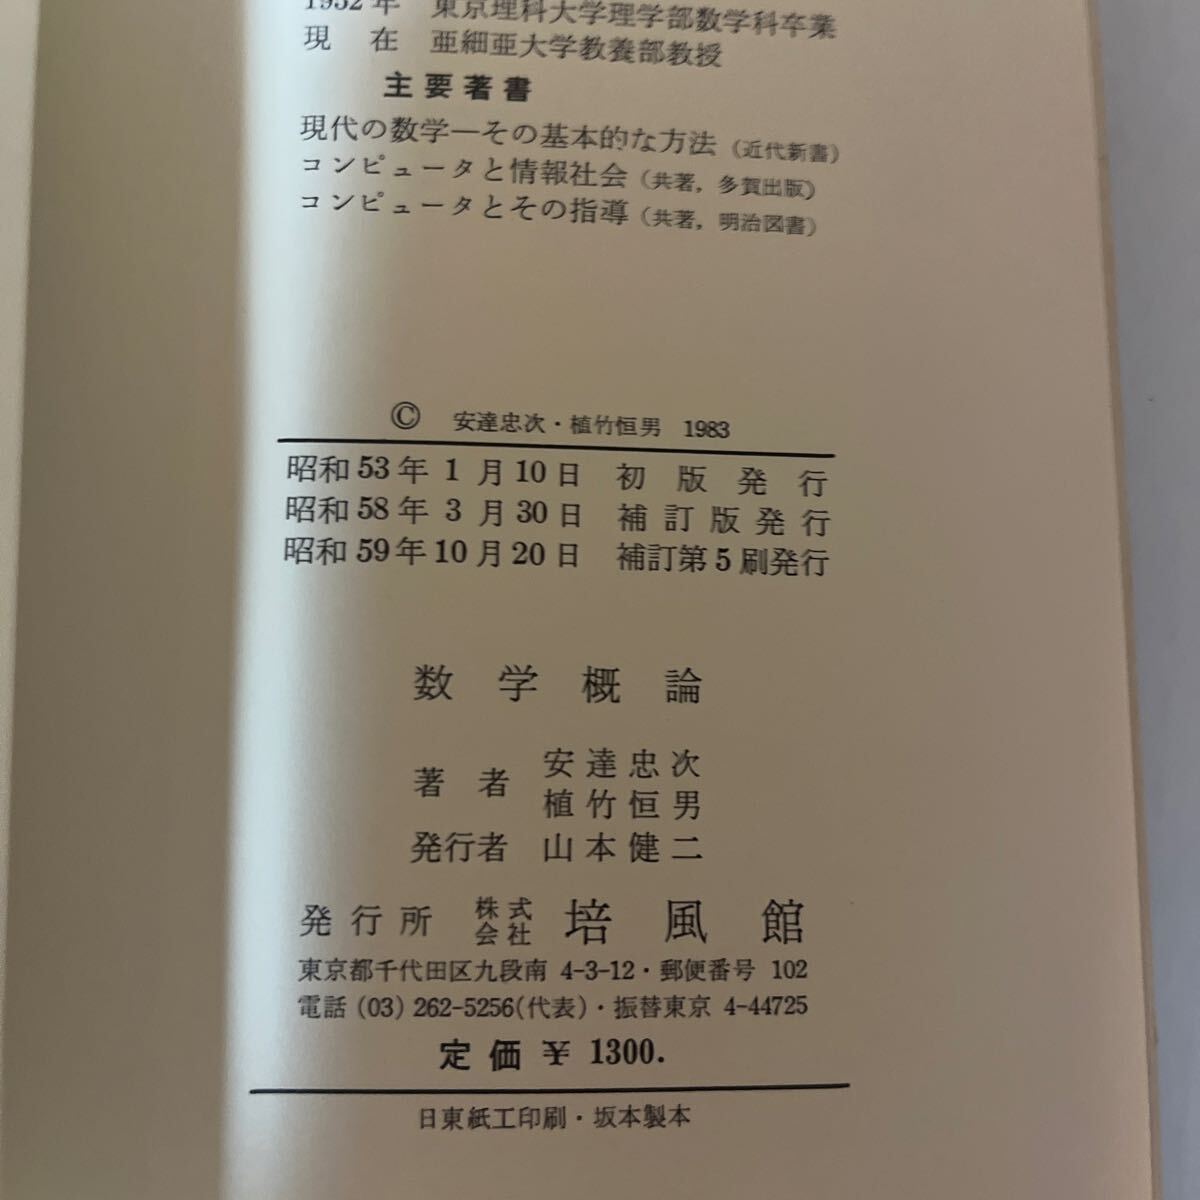 1952年 東京理科大学理学部数学科卒業
現在 亜細亜大学教養部教授
主要著書
現代の数学—その基本的な方法 (近代新書)
コンピュータと情報社会 (共著, 多賀出版)
コンピュータとその指導 (共著, 明治図書)
© 安達忠次・植竹恒男 1983
昭和53年1月10日 初版発行
昭和58年3月30日 補訂版発行
昭和59年10月20日 補訂第5刷発行
数学概論
著者 安達忠次
植竹恒男
発行者 山本健二
発行所 株式会社 培風館
東京都千代田区九段南 4-3-12・郵便番号 102
電話 (03) 262-5256(代表)・振替東京 4-44725
定価 ¥ 1300.
日東紙工印刷・坂本製本